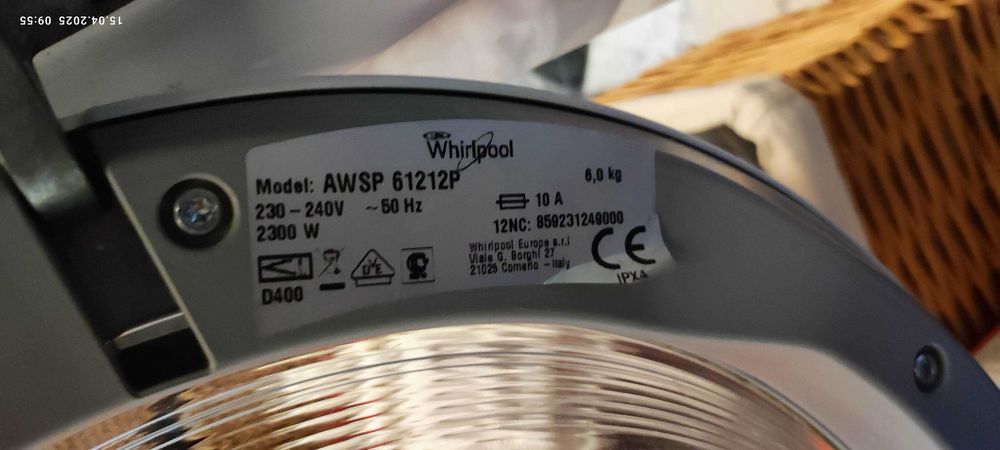 15.04.2025 09:55
Whirlpool
Model: AWSP 61212P
6,0 kg
230 – 240V ~50 Hz
10 A
2300 W
12NC: 859231249000
Whirlpool Europe s.r.l
Viale G. Borghi 27
21025 Comerio – Italy
CE
IPX4
DVE
D400